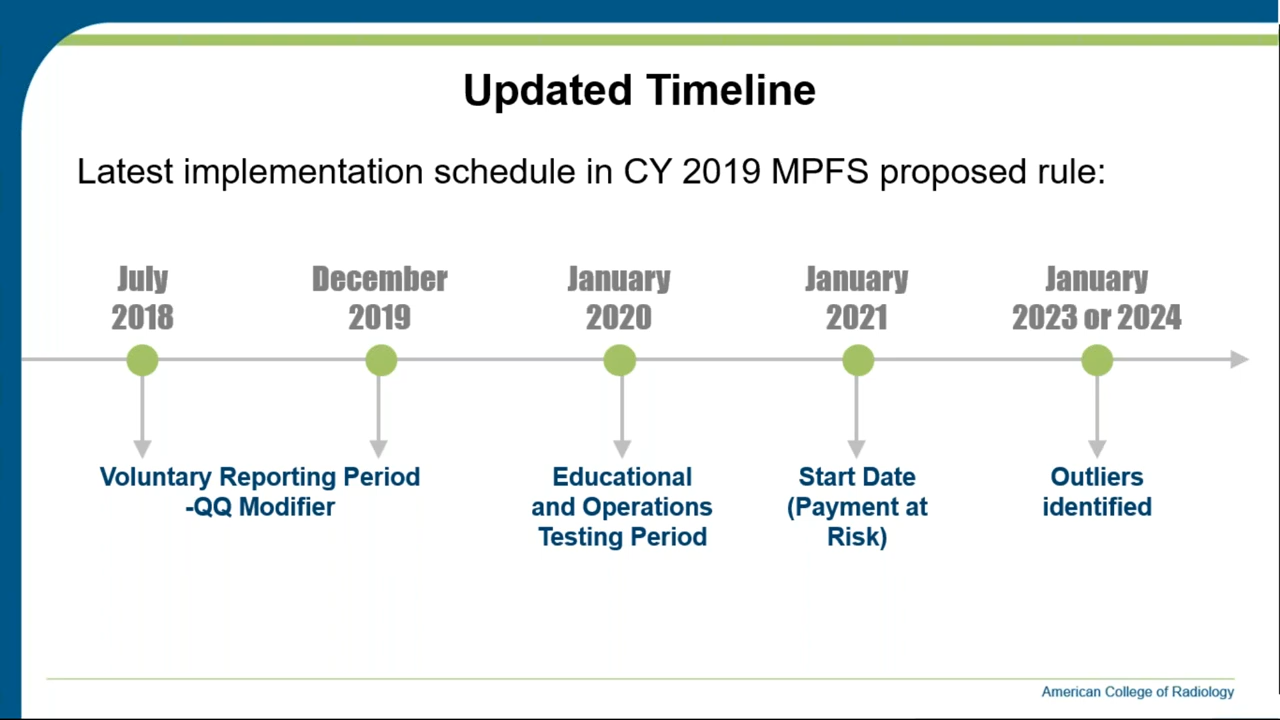 Updated Timeline
Latest implementation schedule in CY 2019 MPFS proposed rule:
July
2018
December
2019
January
2020
January
2021
January
2023 or 2024
Voluntary Reporting Period
-QQ Modifier
Educational
and Operations
Testing Period
Start Date
(Payment at
Risk)
Outliers
identified
American College of Radiology